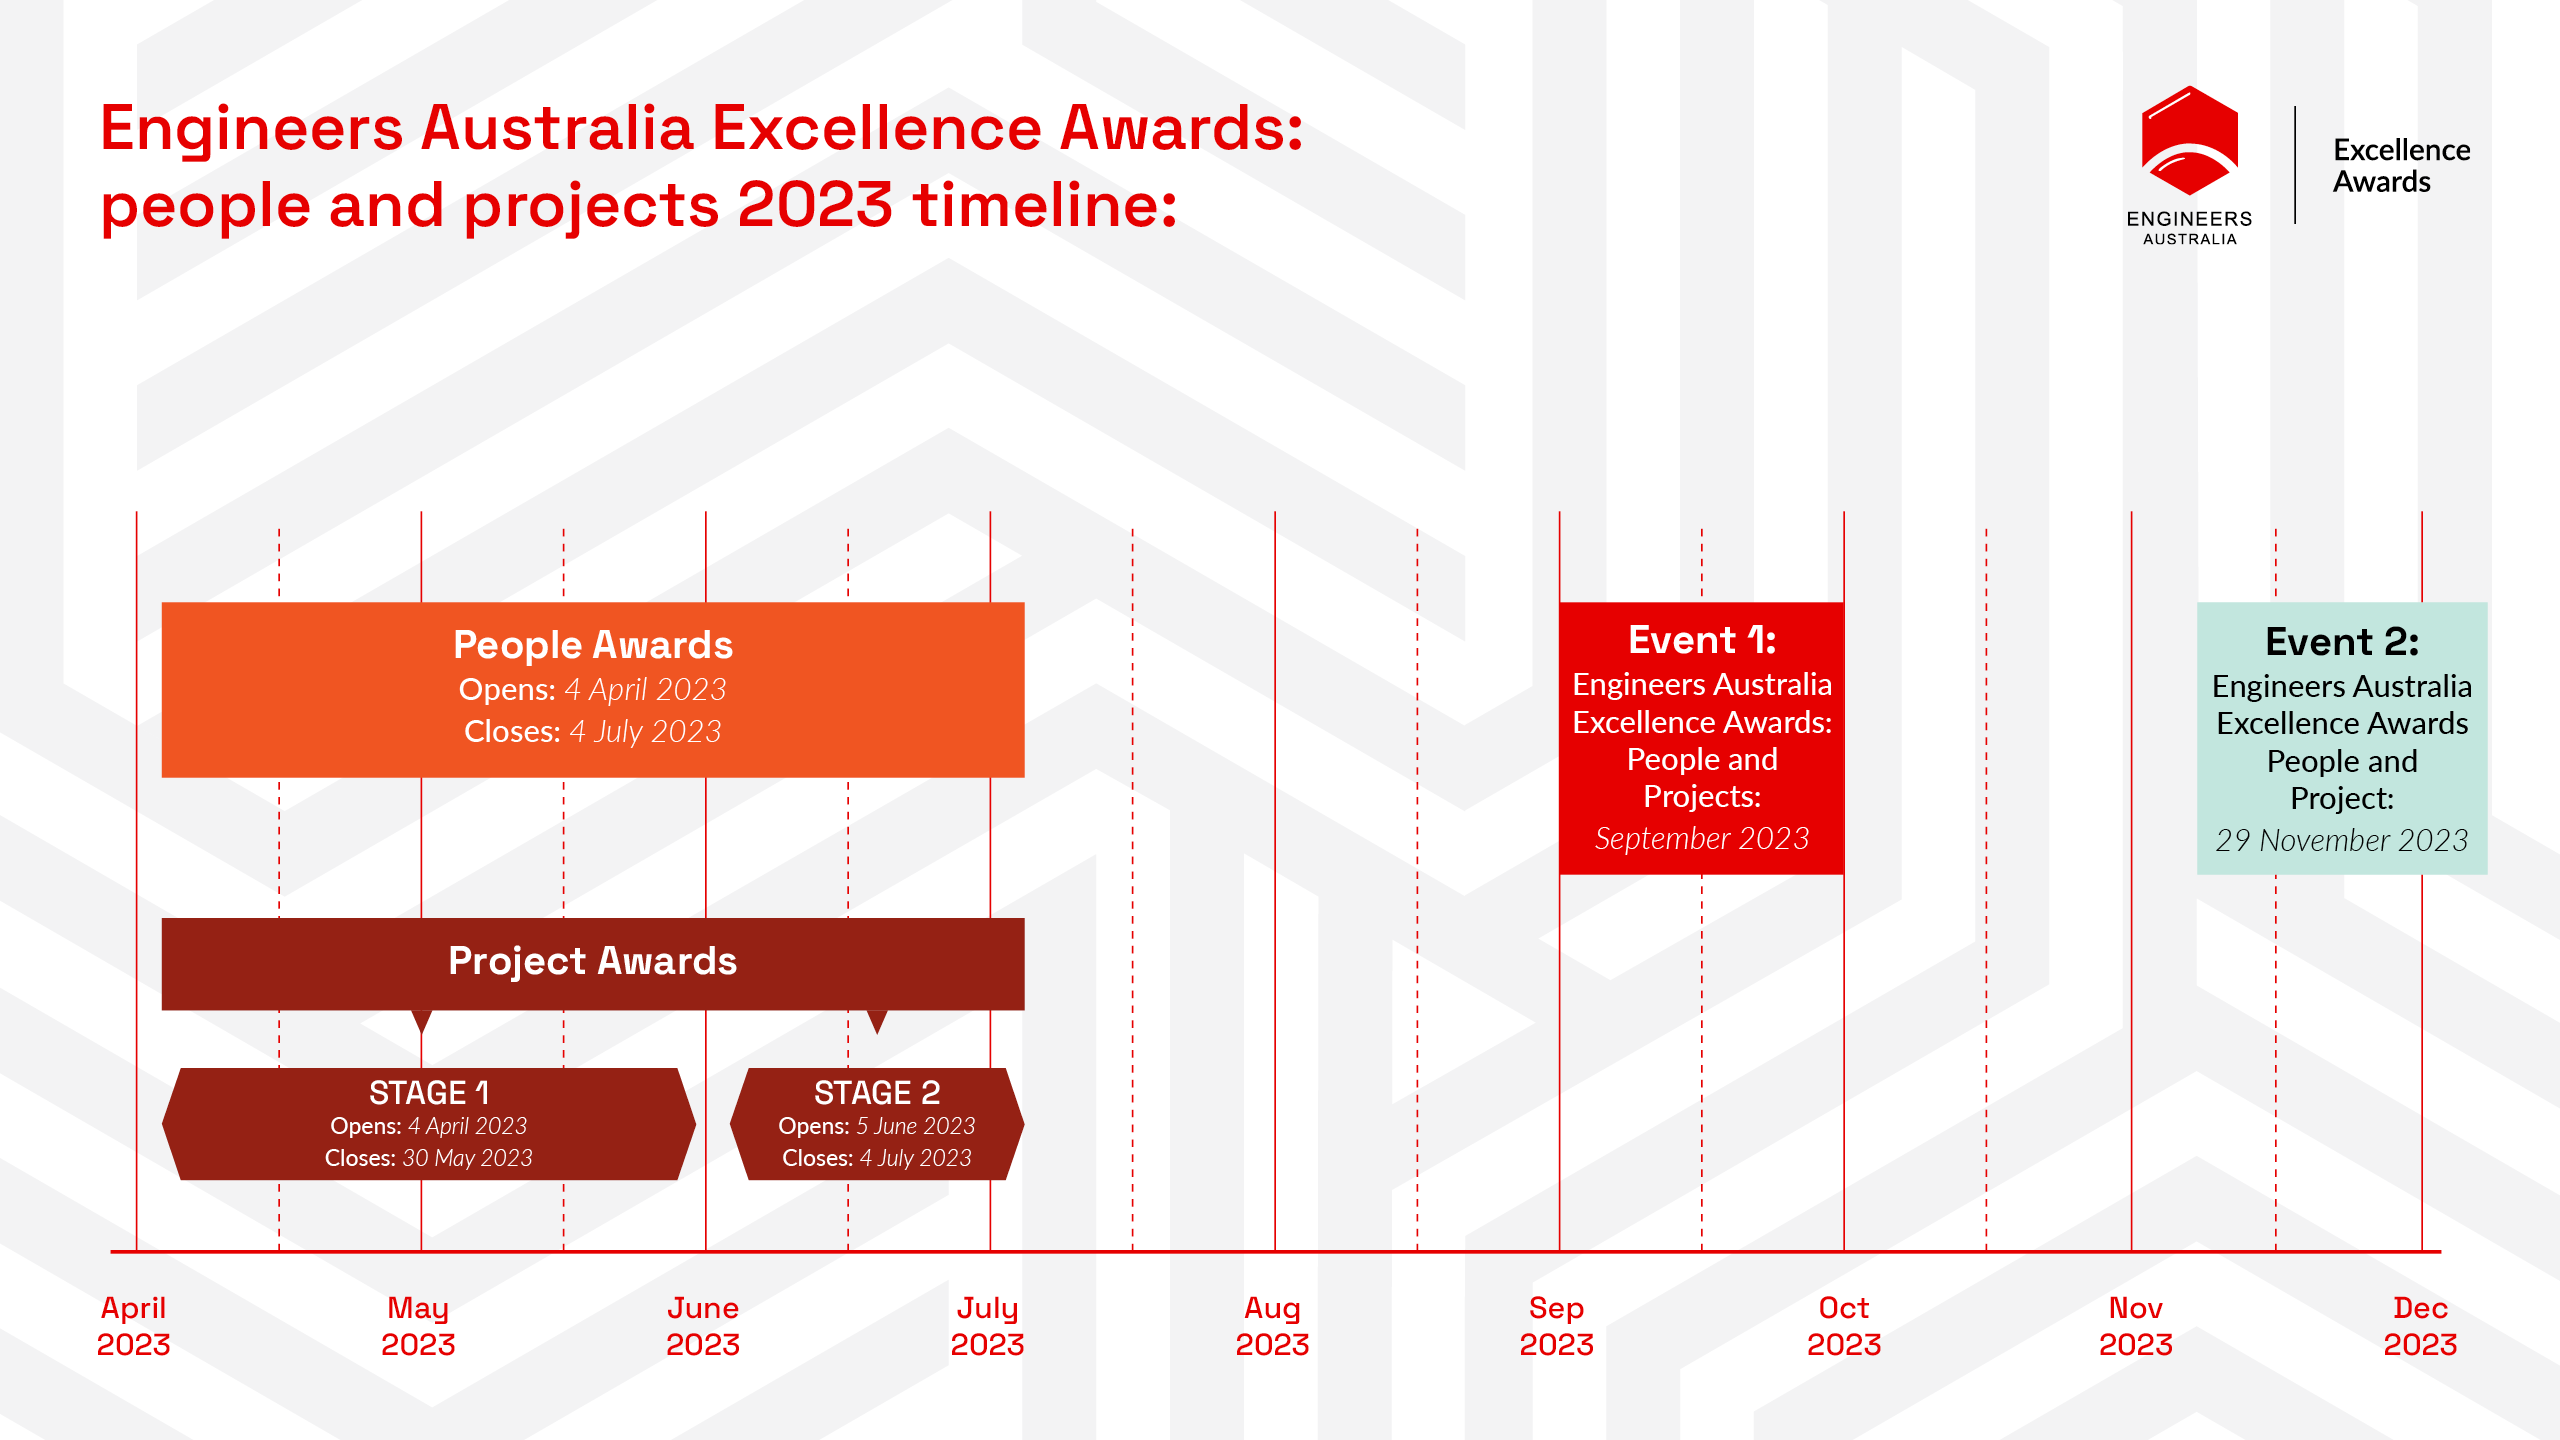 Engineers Australia Excellence Awards:
people and projects 2023 timeline:
ENGINEERS
AUSTRALIA
Excellence
Awards
People Awards
Opens: 4 April 2023
Closes: 4 July 2023
Event 1:
Engineers Australia
Excellence Awards:
People and
Projects:
September 2023
Event 2:
Engineers Australia
Excellence Awards
People and
Project:
29 November 2023
Project Awards
STAGE 1
Opens: 4 April 2023
Closes: 30 May 2023
STAGE 2
Opens: 5 June 2023
Closes: 4 July 2023
April
2023
May
2023
June
2023
July
2023
Aug
2023
Sep
2023
Oct
2023
Nov
2023
Dec
2023